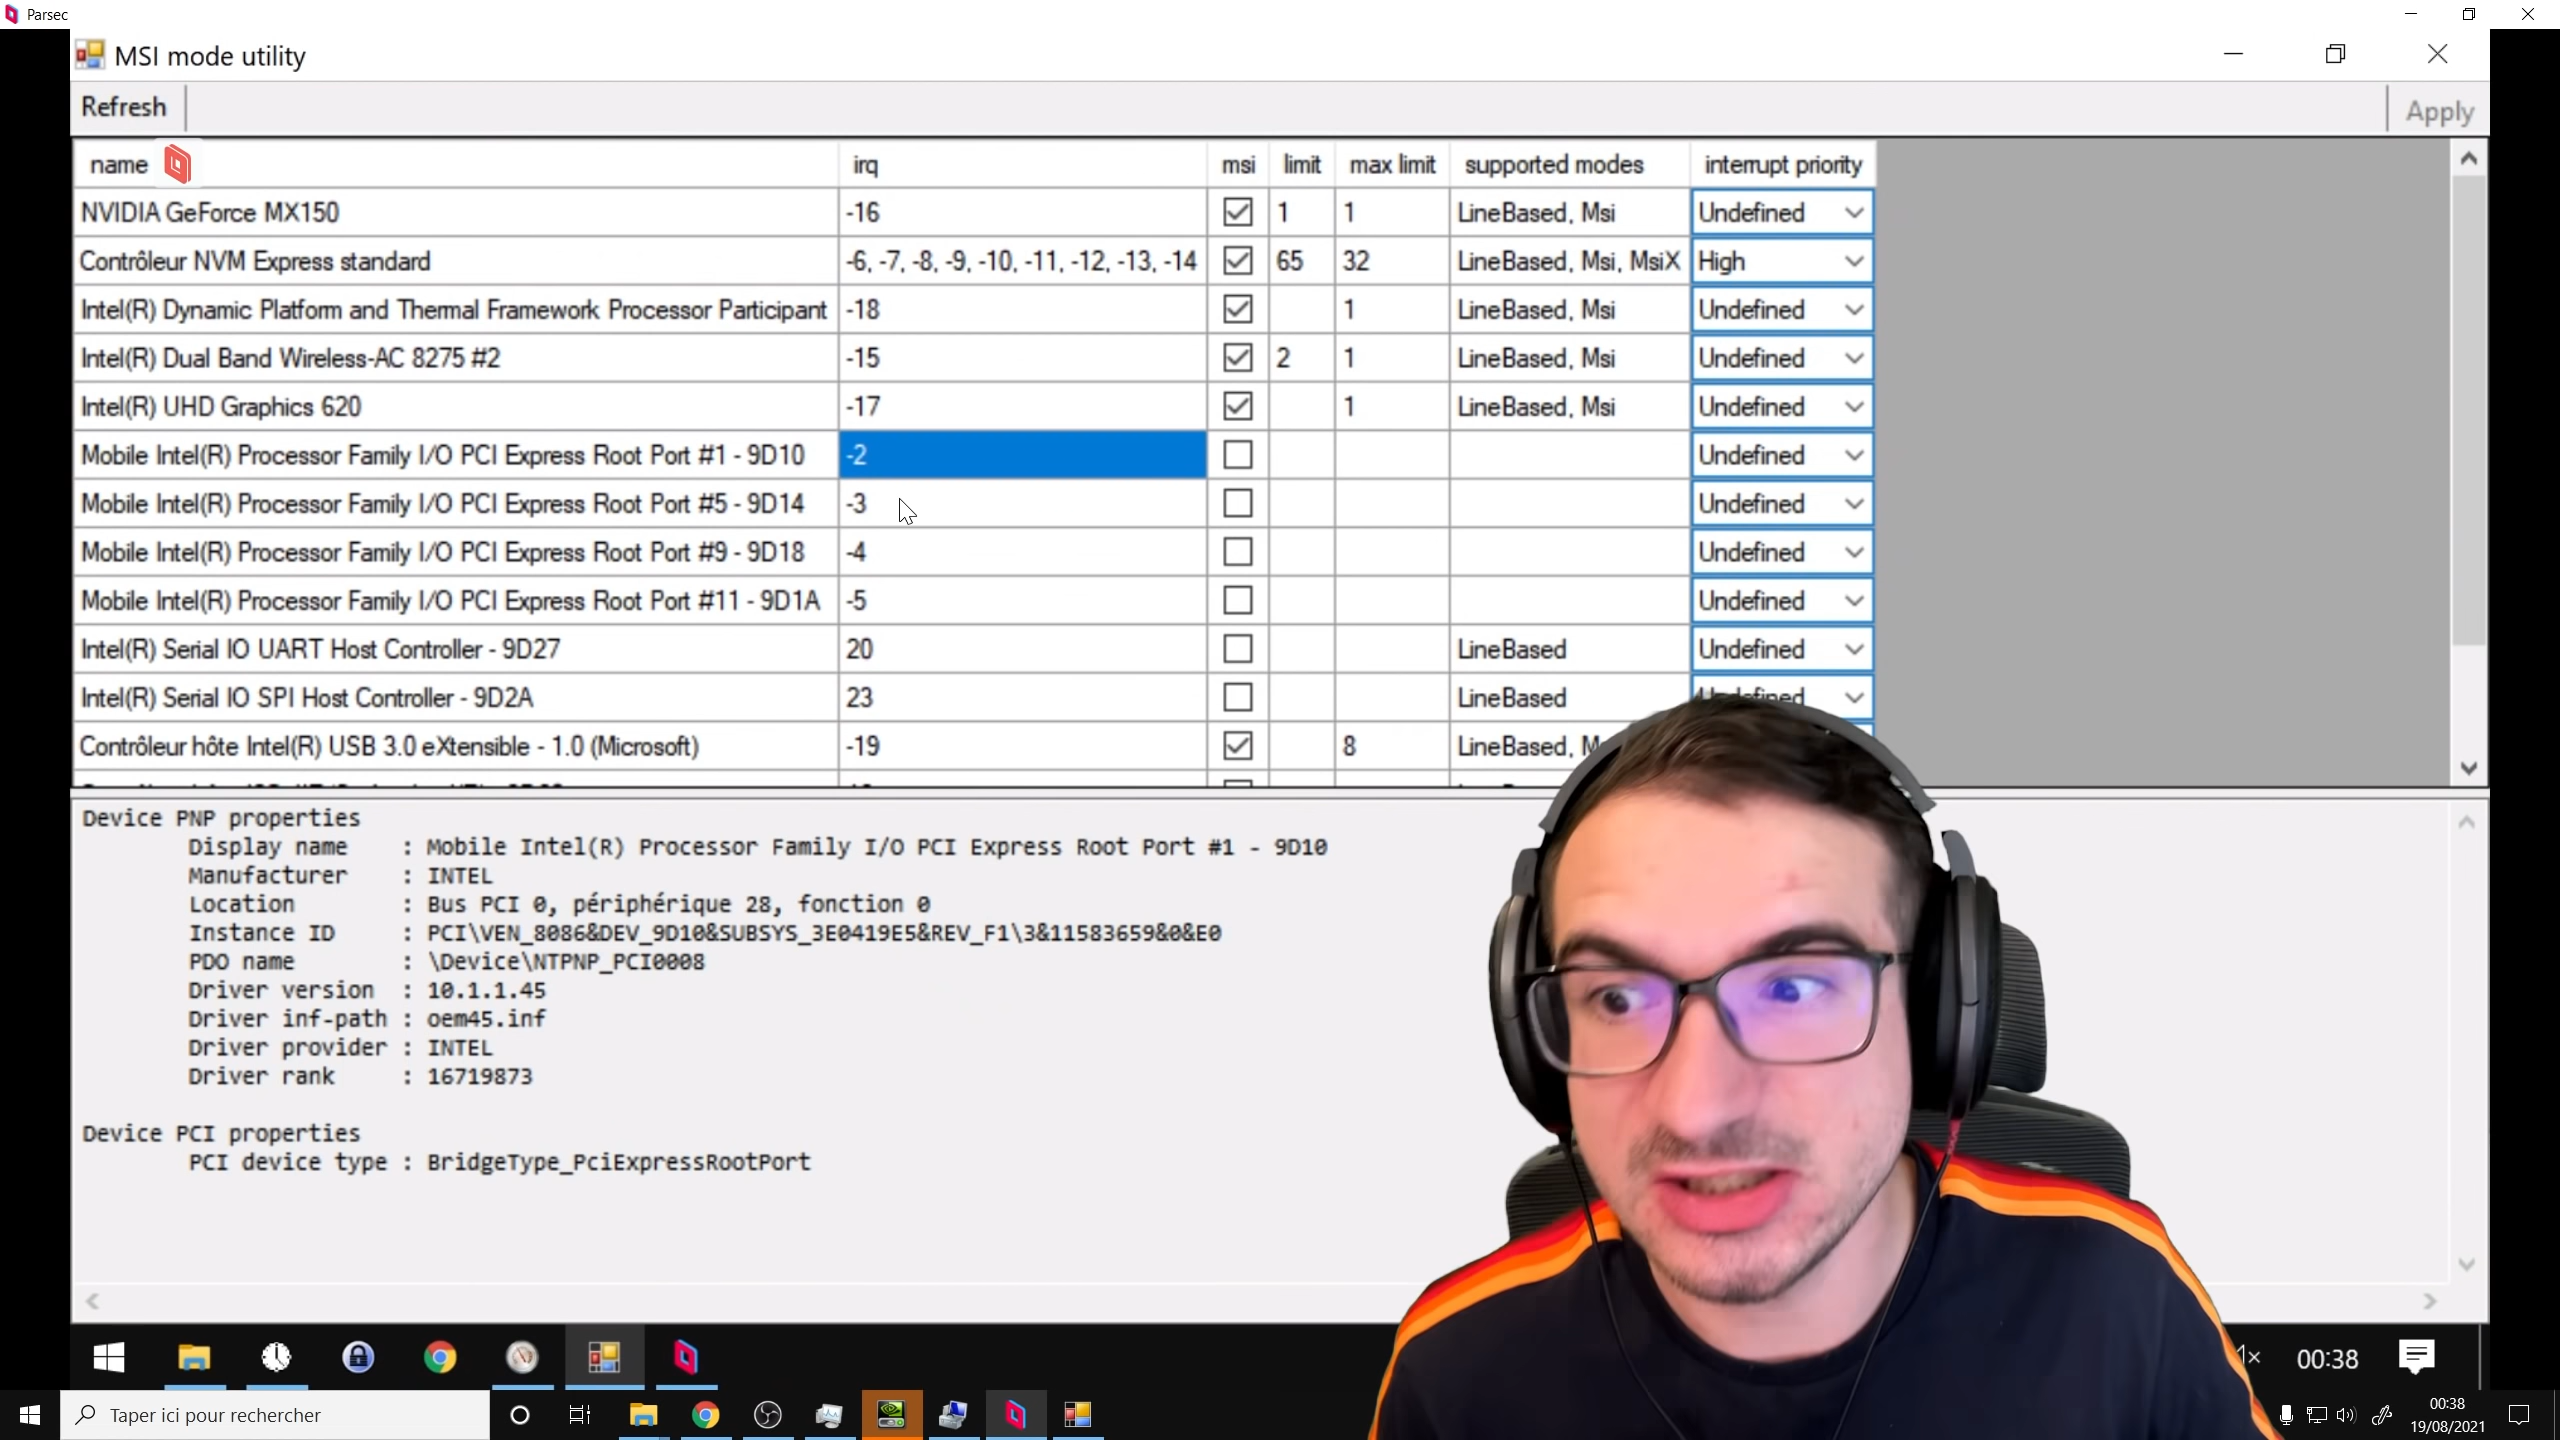 Parsec
MSI mode utility
Refresh
Apply
name irq msi limit max limit supported modes interrupt priority
NVIDIA GeForce MX150 -16 1 1 LineBased, Msi Undefined
Contrôleur NVM Express standard -6, -7, -8, -9, -10, -11, -12, -13, -14 65 32 LineBased, Msi, MsiX High
Intel(R) Dynamic Platform and Thermal Framework Processor Participant -18 1 LineBased, Msi Undefined
Intel(R) Dual Band Wireless-AC 8275 #2 -15 2 1 LineBased, Msi Undefined
Intel(R) UHD Graphics 620 -17 1 LineBased, Msi Undefined
Mobile Intel(R) Processor Family I/O PCI Express Root Port #1 - 9D10 -2 Undefined
Mobile Intel(R) Processor Family I/O PCI Express Root Port #5 - 9D14 -3 Undefined
Mobile Intel(R) Processor Family I/O PCI Express Root Port #9 - 9D18 -4 Undefined
Mobile Intel(R) Processor Family I/O PCI Express Root Port #11 - 9D1A -5 Undefined
Intel(R) Serial IO UART Host Controller - 9D27 20 LineBased Undefined
Intel(R) Serial IO SPI Host Controller - 9D2A 23 LineBased Undefined
Contrôleur hôte Intel(R) USB 3.0 eXtensible - 1.0 (Microsoft) -19 8 LineBased,
Device PNP properties
Display name : Mobile Intel(R) Processor Family I/O PCI Express Root Port #1 - 9D10
Manufacturer : INTEL
Location : Bus PCI 0, périphérique 28, fonction 0
Instance ID : PCI\VEN_8086&DEV_9D10&SUBSYS_3E0419E5&REV_F1\3&11583659&0&E0
PDO name : \Device\NTPNP_PCI0008
Driver version : 10.1.1.45
Driver inf-path : oem45.inf
Driver provider : INTEL
Driver rank : 16719873
Device PCI properties
PCI device type : BridgeType_PciExpressRootPort
00:38
Taper ici pour rechercher
00:38
19/08/2021